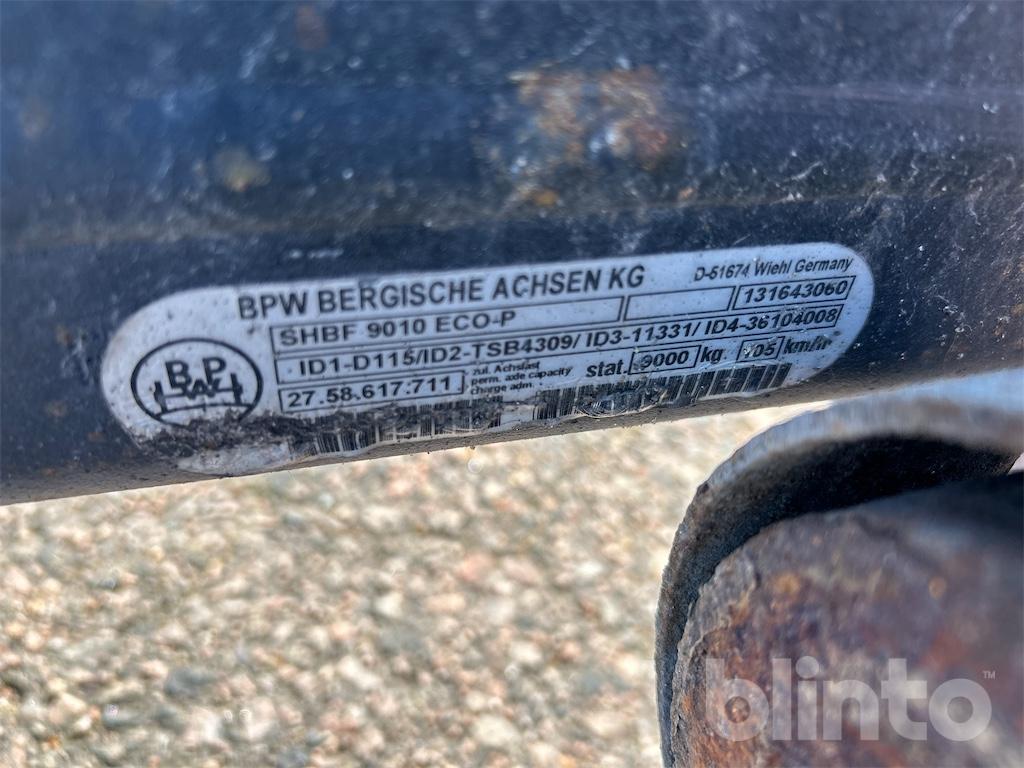 BPW BERGISCHE ACHSEN KG D-51674 Wiehl Germany
SHBF 9010 ECO-P 131643060
ID1-D115/ID2-TSB4309/ ID3-11331/ ID4-36104008
27.58.617.711 zul. Achslast perm. axle capacity charge adm. stat. 9000 kg. 105 km/h
BPW
blinto™